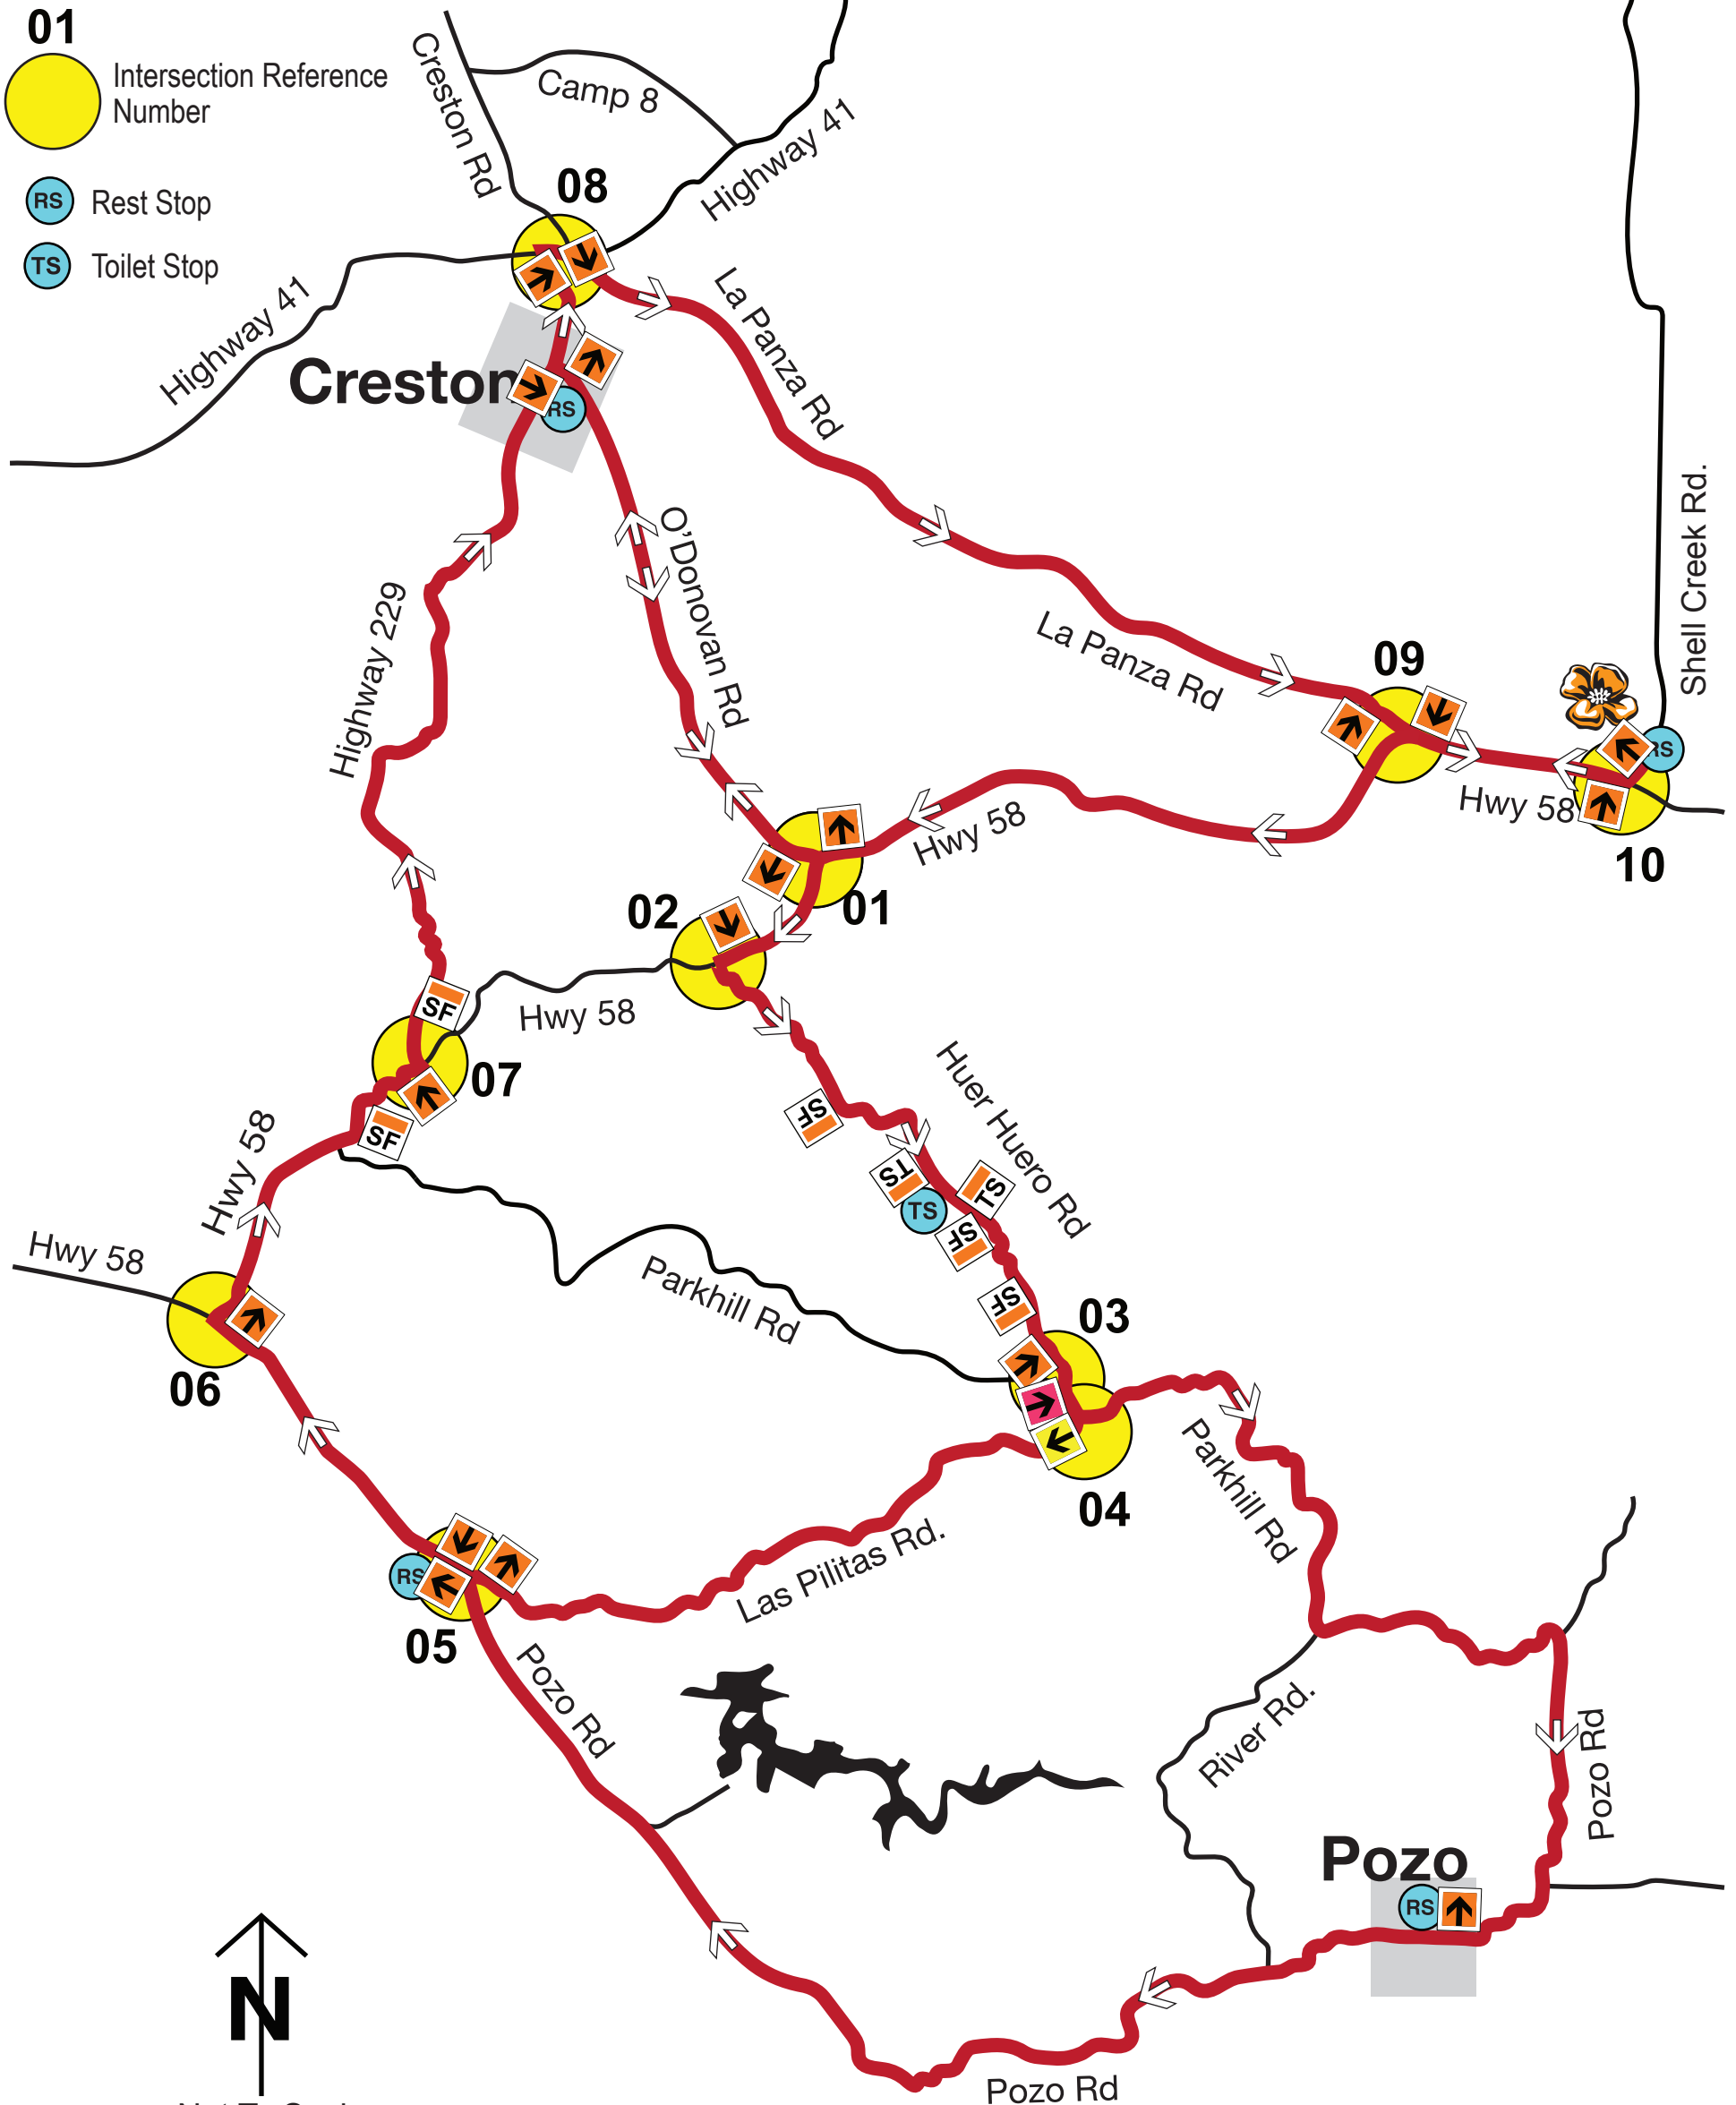 01
Intersection Reference
Number
RS Rest Stop
TS Toilet Stop
Creston Rd
Camp 8
Highway 41
08
Highway 41
La Panza Rd
Creston
RS
O'Donovan Rd
Highway 229
La Panza Rd
Shell Creek Rd.
09
RS
Hwy 58
Hwy 58
10
01
02
SF
Hwy 58
07
SF
Hwy 58
SF
Huer Huero Rd
TS
TS
TS
SF
SF
Hwy 58
Parkhill Rd
03
06
04
Parkhill Rd
Las Pilitas Rd.
RS
05
Pozo Rd
River Rd.
Pozo Rd
Pozo
RS
N
Pozo Rd